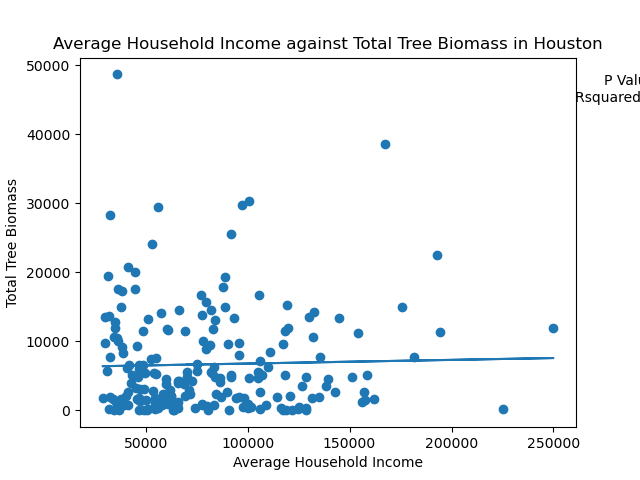 Average Household Income against Total Tree Biomass in Houston
P
Rsquared
50000
40000
30000
20000
10000
0
Total Tree Biomass
50000 100000 150000 200000 250000
Average Household Income